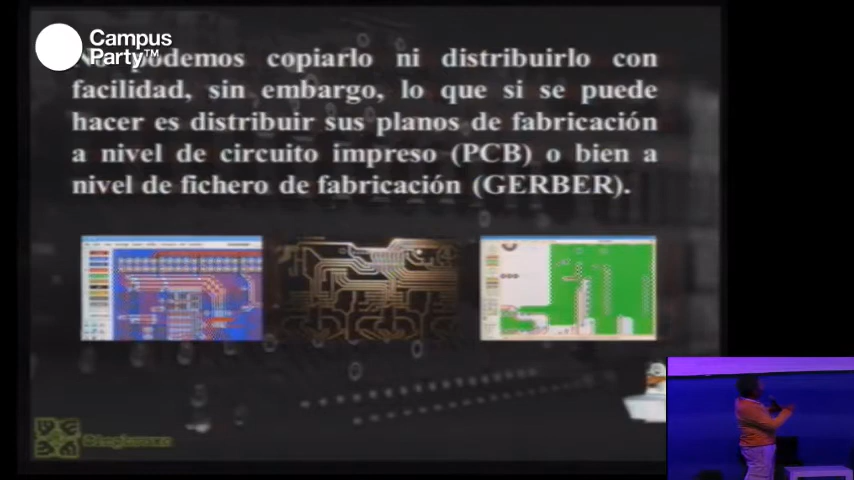 Campus
Party™
podemos copiarlo ni distribuirlo con
facilidad, sin embargo, lo que si se puede
hacer es distribuir sus planos de fabricación
a nivel de circuito impreso (PCB) o bien a
nivel de fichero de fabricación (GERBER).